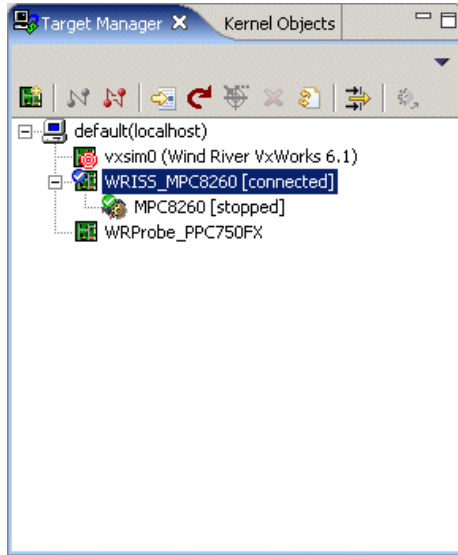 Target Manager Kernel Objects
default(localhost)
vxsim0 (Wind River VxWorks 6.1)
WRISS_MPC8260 [connected]
MPC8260 [stopped]
WRProbe_PPC750FX